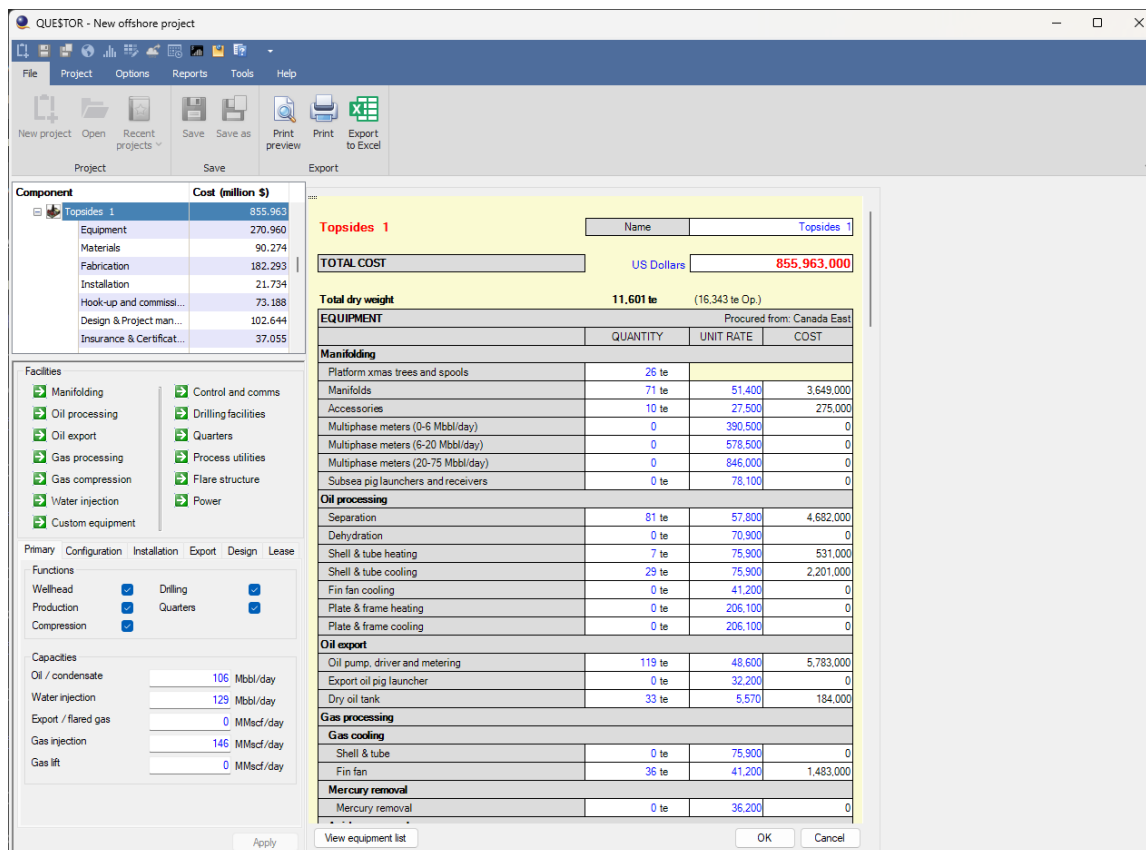 QUE$TOR - New offshore project
File Project Options Reports Tools Help
New project Open Recent projects Save Save as Print preview Print Export to Excel
Project Save Export
Component Cost (million $)
Topsides 1 855.963
Equipment 270.960
Materials 90.274
Fabrication 182.293
Installation 21.734
Hook-up and commissi... 73.188
Design & Project man... 102.644
Insurance & Certificat... 37.055
Facilities
Manifolding Control and comms
Oil processing Drilling facilities
Oil export Quarters
Gas processing Process utilities
Gas compression Flare structure
Water injection Power
Custom equipment
Primary Configuration Installation Export Design Lease
Functions
Wellhead Drilling
Production Quarters
Compression
Capacities
Oil / condensate 106 Mbbl/day
Water injection 129 Mbbl/day
Export / flared gas 0 MMscf/day
Gas injection 146 MMscf/day
Gas lift 0 MMscf/day
Apply
Topsides 1 Name Topsides 1
TOTAL COST US Dollars 855,963,000
Total dry weight 11,601 te (16,343 te Op.)
EQUIPMENT Procured from: Canada East
QUANTITY UNIT RATE COST
Manifolding
Platform xmas trees and spools 26 te
Manifolds 71 te 51,400 3,649,000
Accessories 10 te 27,500 275,000
Multiphase meters (0-6 Mbbl/day) 0 390,500 0
Multiphase meters (6-20 Mbbl/day) 0 578,500 0
Multiphase meters (20-75 Mbbl/day) 0 846,000 0
Subsea pig launchers and receivers 0 te 78,100 0
Oil processing
Separation 81 te 57,800 4,682,000
Dehydration 0 te 70,900 0
Shell & tube heating 7 te 75,900 531,000
Shell & tube cooling 29 te 75,900 2,201,000
Fin fan cooling 0 te 41,200 0
Plate & frame heating 0 te 206,100 0
Plate & frame cooling 0 te 206,100 0
Oil export
Oil pump, driver and metering 119 te 48,600 5,783,000
Export oil pig launcher 0 te 32,200 0
Dry oil tank 33 te 5,570 184,000
Gas processing
Gas cooling
Shell & tube 0 te 75,900 0
Fin fan 36 te 41,200 1,483,000
Mercury removal
Mercury removal 0 te 36,200 0
View equipment list OK Cancel